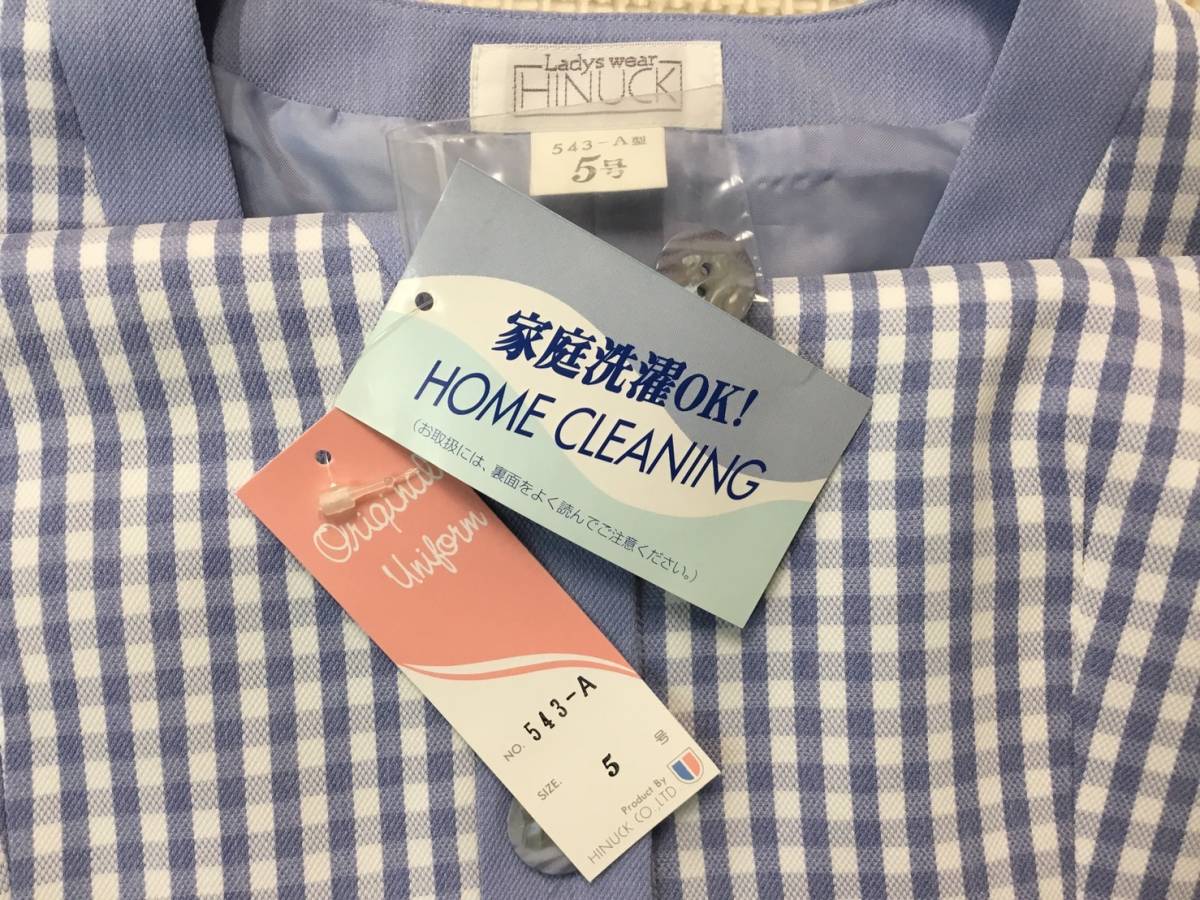 Ladys wear
HINUCK
543-A型
5号
家庭洗濯OK!
HOME CLEANING
(お取扱には、裏面をよく読んでご注意ください。)
Original
Uniform
NO. 543-A
SIZE. 5 号
Product By
HINUCK CO.,LTD